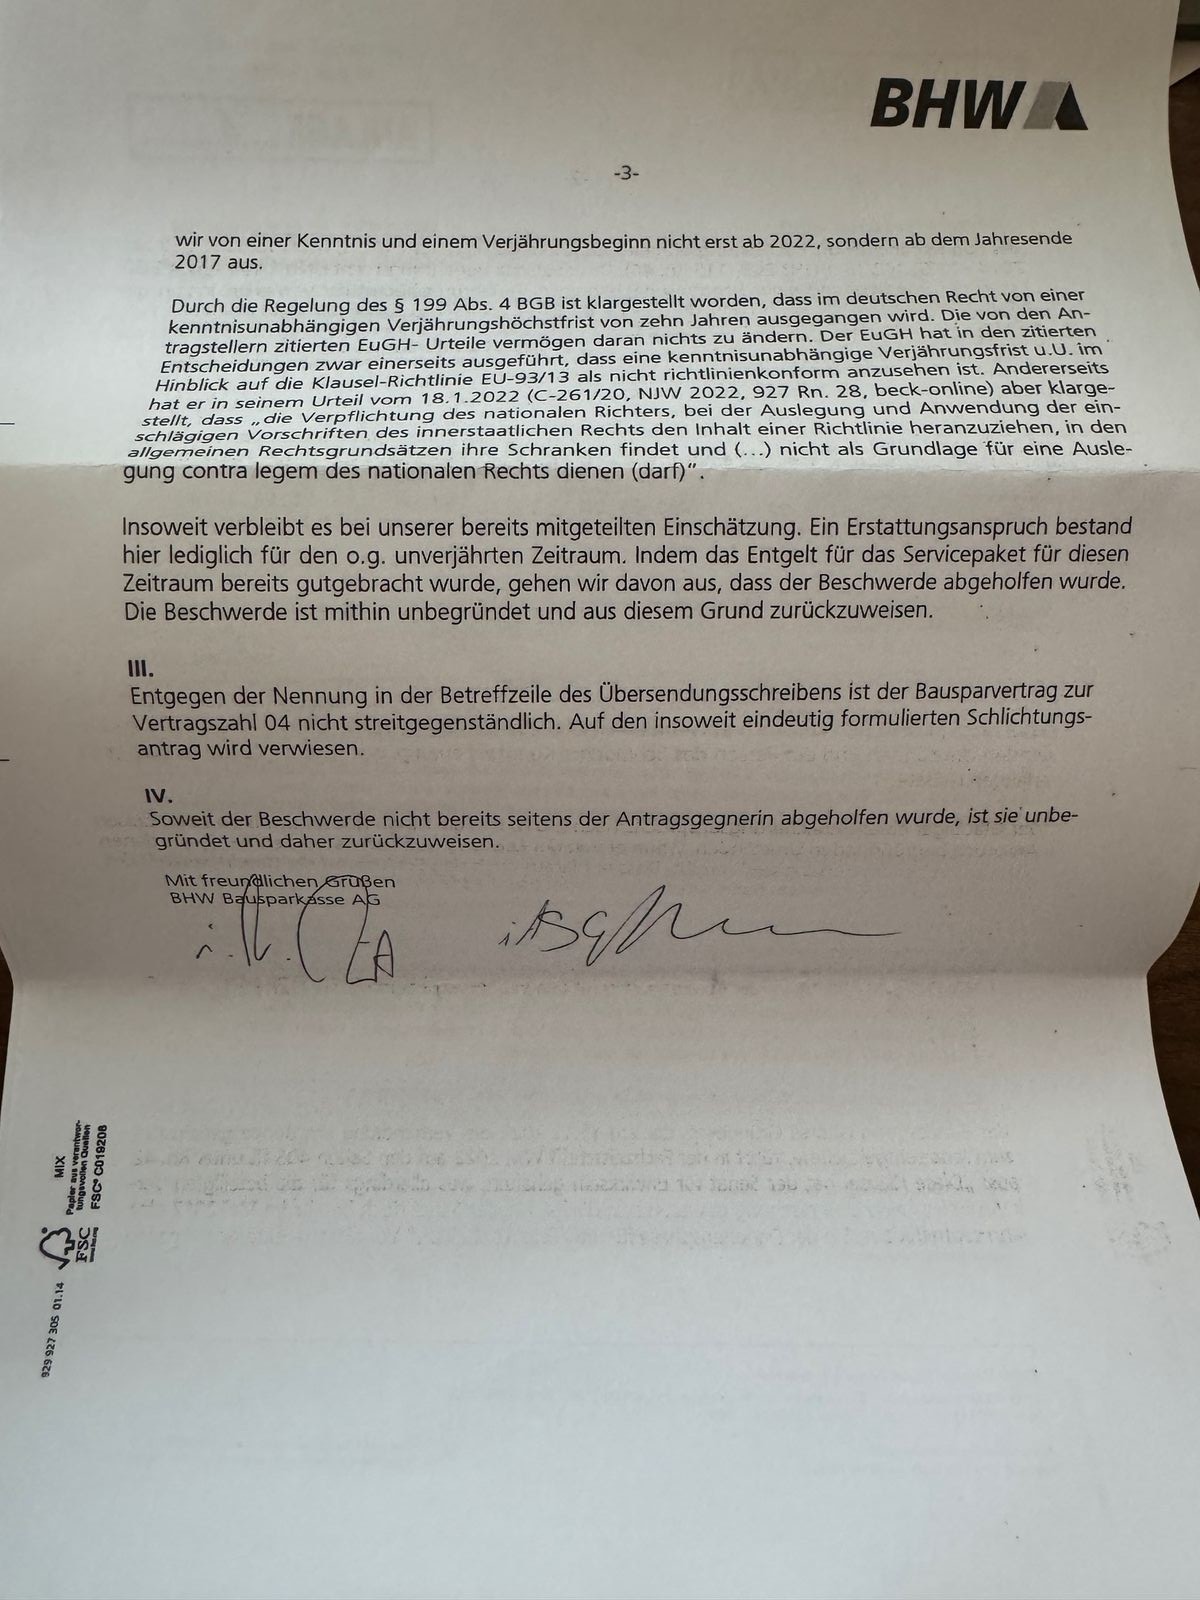 BHW
-3-
wir von einer Kenntnis und einem Verjährungsbeginn nicht erst ab 2022, sondern ab dem Jahresende
2017 aus.
Durch die Regelung des § 199 Abs. 4 BGB ist klargestellt worden, dass im deutschen Recht von einer
kenntnisunabhängigen Verjährungshöchstfrist von zehn Jahren ausgegangen wird. Die von den An-
tragstellern zitierten EuGH- Urteile vermögen daran nichts zu ändern. Der EuGH hat in den zitierten
Entscheidungen zwar einerseits ausgeführt, dass eine kenntnisunabhängige Verjährungsfrist u.U. im
Hinblick auf die Klausel-Richtlinie EU-93/13 als nicht richtlinienkonform anzusehen ist. Andererseits
hat er in seinem Urteil vom 18.1.2022 (C-261/20, NJW 2022, 927 Rn. 28, beck-online) aber klarge-
stellt, dass „die Verpflichtung des nationalen Richters, bei der Auslegung und Anwendung der ein-
schlägigen Vorschriften des innerstaatlichen Rechts den Inhalt einer Richtlinie heranzuziehen, in den
allgemeinen Rechtsgrundsätzen ihre Schranken findet und (...) nicht als Grundlage für eine Ausle-
gung contra legem des nationalen Rechts dienen (darf)“.
Insoweit verbleibt es bei unserer bereits mitgeteilten Einschätzung. Ein Erstattungsanspruch bestand
hier lediglich für den o.g. unverjährten Zeitraum. Indem das Entgelt für das Servicepaket für diesen
Zeitraum bereits gutgebracht wurde, gehen wir davon aus, dass der Beschwerde abgeholfen wurde.
Die Beschwerde ist mithin unbegründet und aus diesem Grund zurückzuweisen.
III.
Entgegen der Nennung in der Betreffzeile des Übersendungsschreibens ist der Bausparvertrag zur
Vertragszahl 04 nicht streitgegenständlich. Auf den insoweit eindeutig formulierten Schlichtungs-
antrag wird verwiesen.
IV.
Soweit der Beschwerde nicht bereits seitens der Antragsgegnerin abgeholfen wurde, ist sie unbe-
gründet und daher zurückzuweisen.
Mit freundlichen Grüßen
BHW Bausparkasse AG
MIX
Papier aus verantwor-
tungsvollen Quellen
FSC® C019208
FSC
929 927 305 01.14